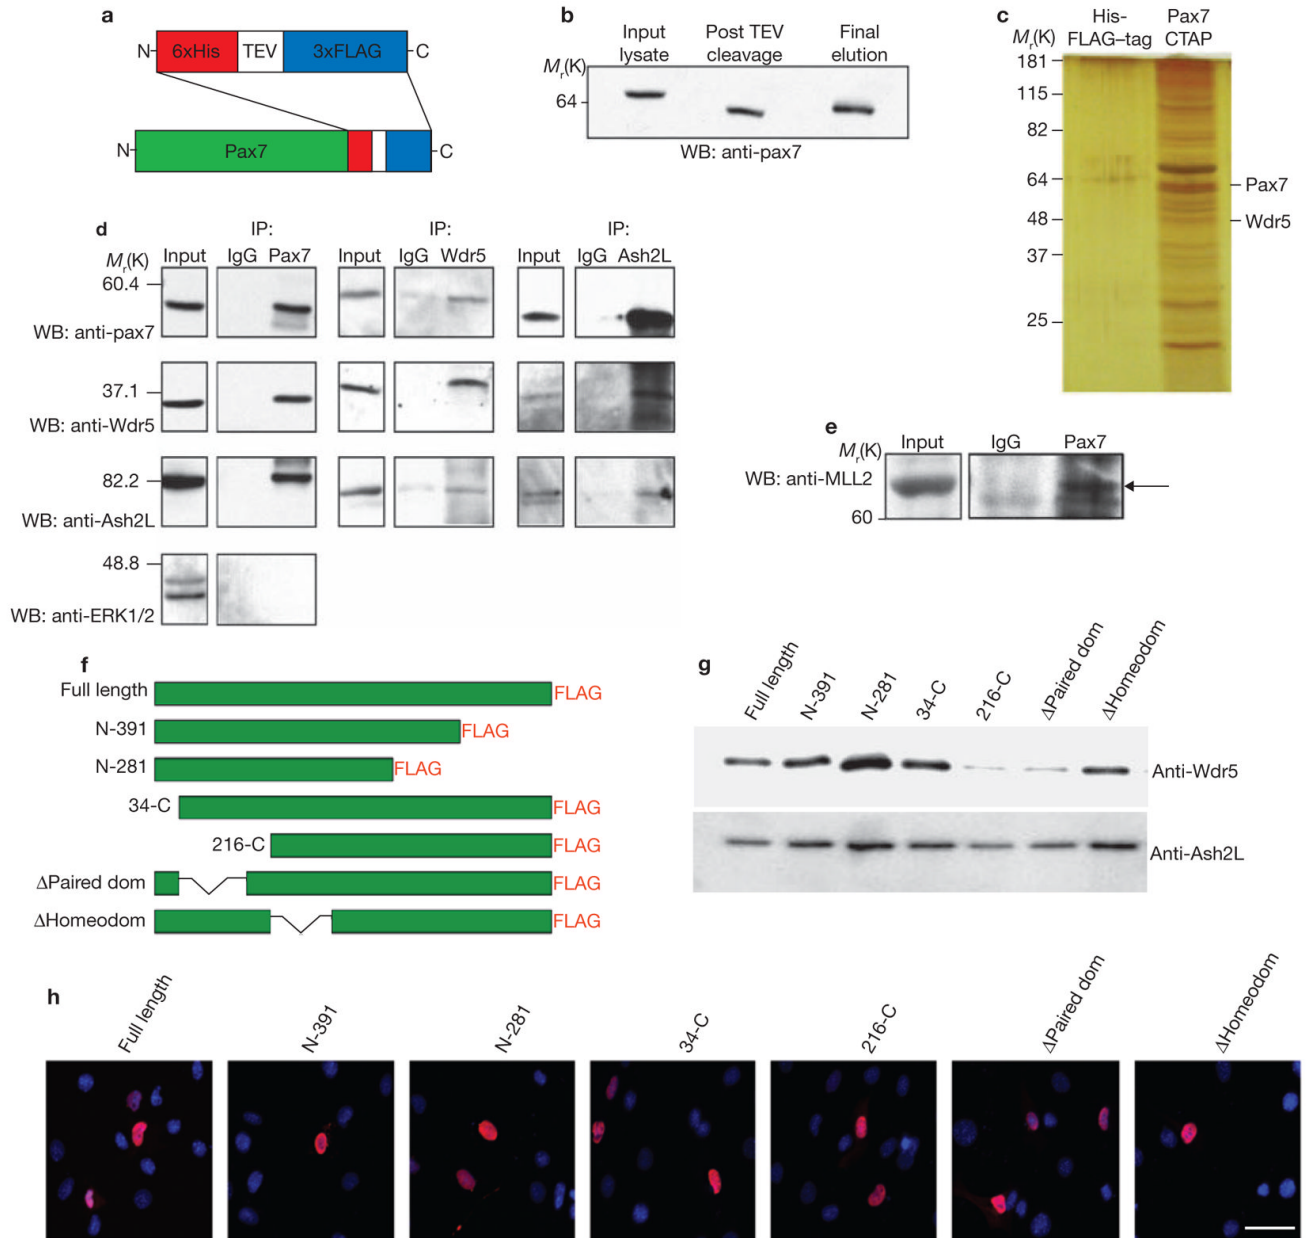 a
N 6xHis TEV 3xFLAG C
N Pax7 C
b
Input lysate
Post TEV cleavage
Final elution
Mr(K)
64
WB: anti-pax7
c
His-FLAG–tag
Pax7 CTAP
Mr(K)
181
115
82
64
48
37
25
Pax7
Wdr5
d
IP: IP: IP:
Input IgG Pax7 Input IgG Wdr5 Input IgG Ash2L
Mr(K)
60.4
WB: anti-pax7
37.1
WB: anti-Wdr5
82.2
WB: anti-Ash2L
48.8
WB: anti-ERK1/2
e
Mr(K)
Input IgG Pax7
WB: anti-MLL2
60
f
Full length FLAG
N-391 FLAG
N-281 FLAG
34-C FLAG
216-C FLAG
ΔPaired dom FLAG
ΔHomeodom FLAG
g
Full length N-391 N-281 34-C 216-C ΔPaired dom ΔHomeodom
Anti-Wdr5
Anti-Ash2L
h
Full length N-391 N-281 34-C 216-C ΔPaired dom ΔHomeodom